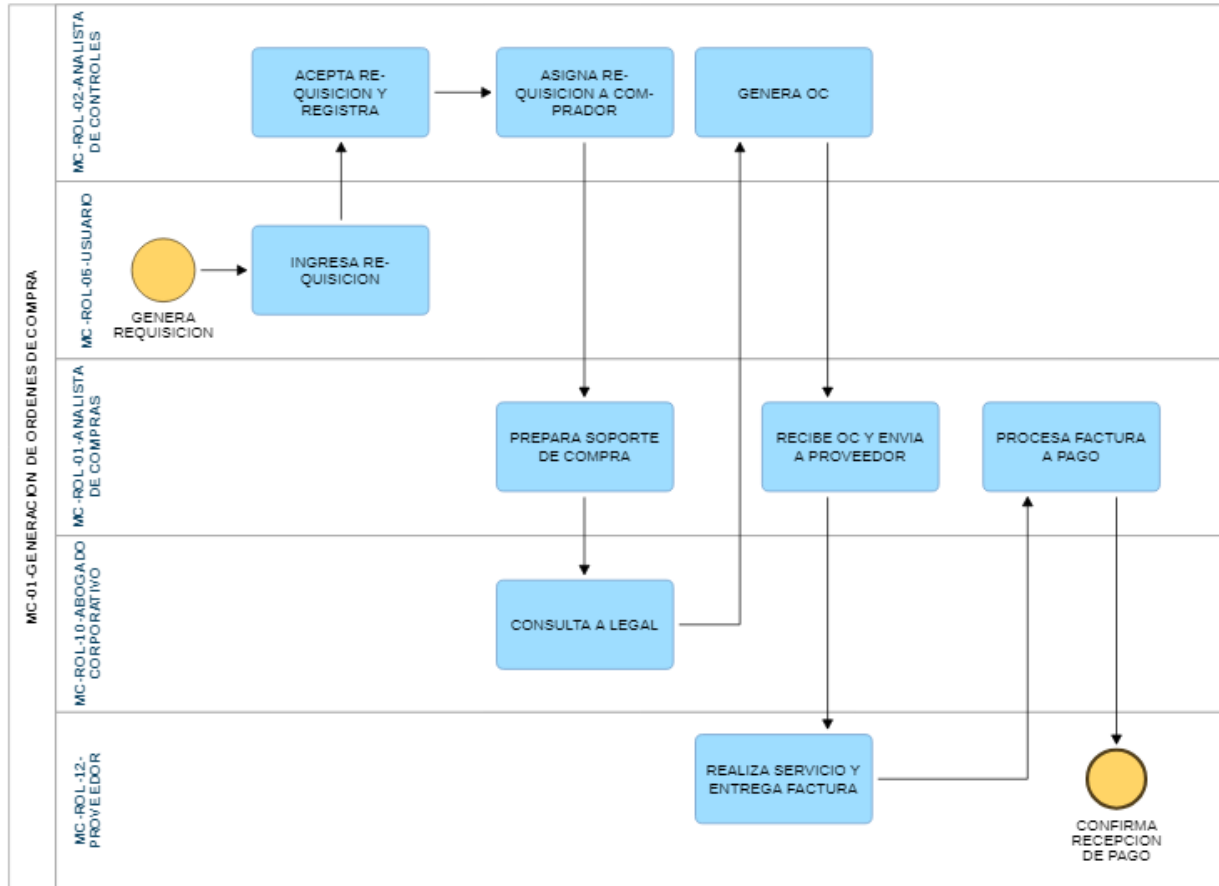 MC-01-GENERACION DE ORDENES DE COMPRA
MC-ROL-02-ANALISTA
DE CONTROLES
ACEPTA RE-
QUISICION Y
REGISTRA
ASIGNA RE-
QUISICION A COM-
PRADOR
GENERA OC
MC-ROL-05-USUARIO
GENERA
REQUISICION
INGRESA RE-
QUISICION
MC-ROL-01-ANALISTA
DE COMPRAS
PREPARA SOPORTE
DE COMPRA
RECIBE OC Y ENVIA
A PROVEEDOR
PROCESA FACTURA
A PAGO
MC-ROL-10-ABOGADO
CORPORATIVO
CONSULTA A LEGAL
MC-ROL-12-
PROVEEDOR
REALIZA SERVICIO Y
ENTREGA FACTURA
CONFIRMA
RECEPCION
DE PAGO